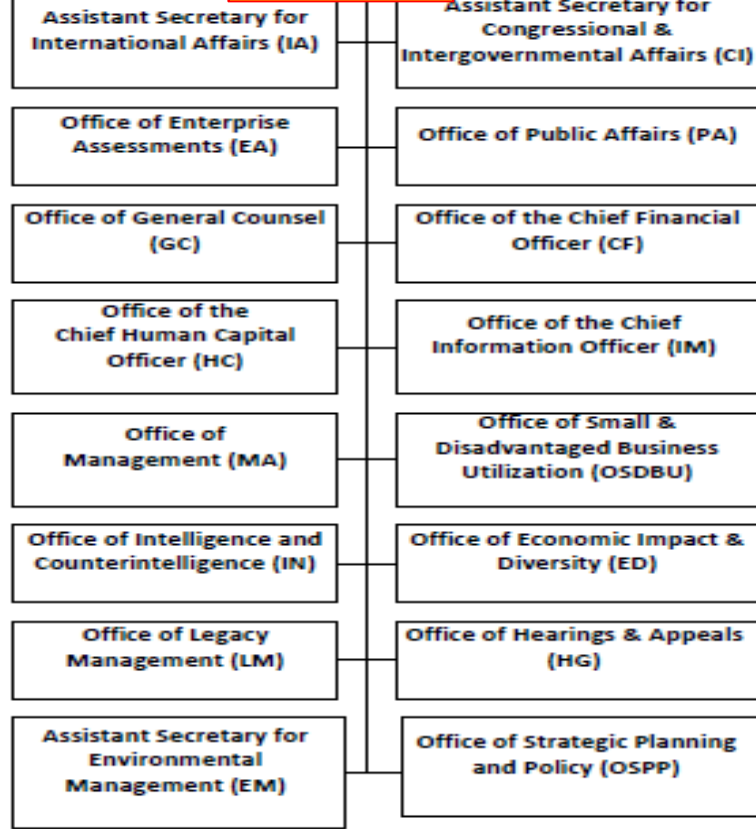 Assistant Secretary for
International Affairs (IA)
Assistant Secretary for
Congressional &
Intergovernmental Affairs (CI)
Office of Enterprise
Assessments (EA)
Office of Public Affairs (PA)
Office of General Counsel
(GC)
Office of the Chief Financial
Officer (CF)
Office of the
Chief Human Capital
Officer (HC)
Office of the Chief
Information Officer (IM)
Office of
Management (MA)
Office of Small &
Disadvantaged Business
Utilization (OSDBU)
Office of Intelligence and
Counterintelligence (IN)
Office of Economic Impact &
Diversity (ED)
Office of Legacy
Management (LM)
Office of Hearings & Appeals
(HG)
Assistant Secretary for
Environmental
Management (EM)
Office of Strategic Planning
and Policy (OSPP)